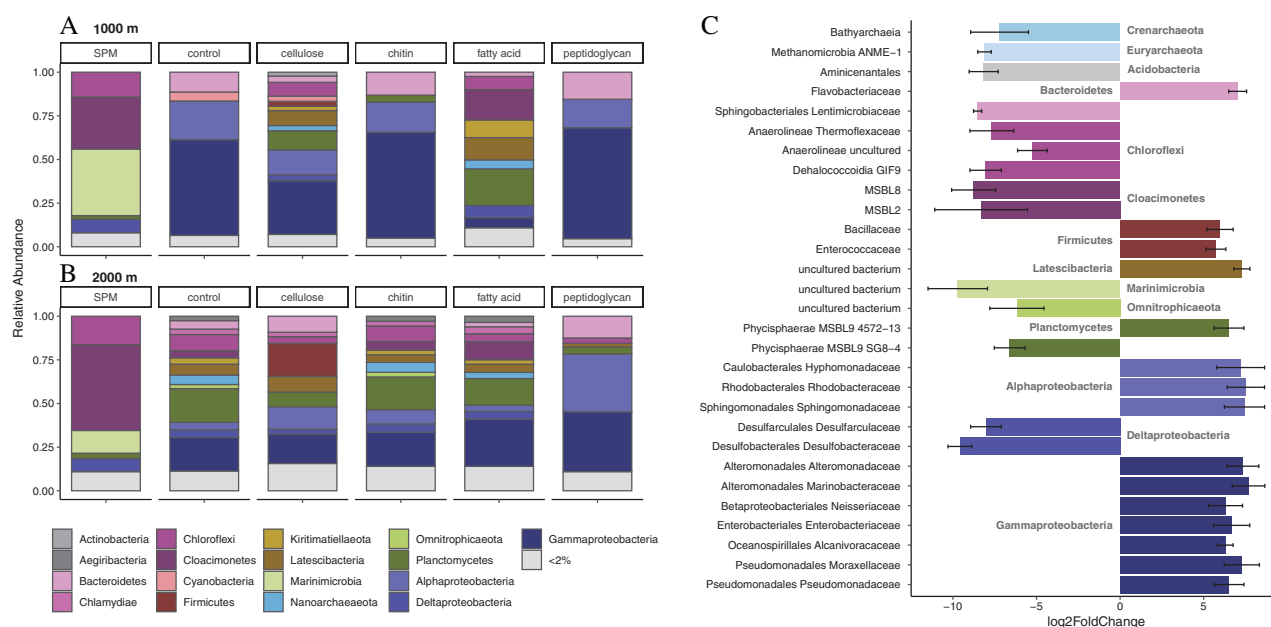 A 1000 m
SPM control cellulose chitin fatty acid peptidoglycan
1.00
0.75
0.50
0.25
0.00
B 2000 m
SPM control cellulose chitin fatty acid peptidoglycan
1.00
0.75
0.50
0.25
0.00
Relative Abundance
Actinobacteria Chloroflexi Kiritimatiellaeota Omnitrophicaeota Gammaproteobacteria
Aegiribacteria Cloacimonetes Latescibacteria Planctomycetes <2%
Bacteroidetes Cyanobacteria Marinimicrobia Alphaproteobacteria
Chlamydiae Firmicutes Nanoarchaeaeota Deltaproteobacteria
C
Bathyarchaeia Crenarchaeota
Methanomicrobia ANME-1 Euryarchaeota
Aminicenantales Acidobacteria
Flavobacteriaceae Bacteroidetes
Sphingobacteriales Lentimicrobiaceae
Anaerolineae Thermoflexaceae
Anaerolineae uncultured Chloroflexi
Dehalococcoidia GIF9
MSBL8 Cloacimonetes
MSBL2
Bacillaceae Firmicutes
Enterococcaceae
uncultured bacterium Latescibacteria
uncultured bacterium Marinimicrobia
uncultured bacterium Omnitrophicaeota
Phycisphaerae MSBL9 4572-13 Planctomycetes
Phycisphaerae MSBL9 SG8-4
Caulobacterales Hyphomonadaceae
Rhodobacterales Rhodobacteraceae Alphaproteobacteria
Sphingomonadales Sphingomonadaceae
Desulfarculales Desulfarculaceae Deltaproteobacteria
Desulfobacterales Desulfobacteraceae
Alteromonadales Alteromonadaceae
Alteromonadales Marinobacteraceae
Betaproteobacteriales Neisseriaceae
Enterobacteriales Enterobacteriaceae Gammaproteobacteria
Oceanospirillales Alcanivoracaceae
Pseudomonadales Moraxellaceae
Pseudomonadales Pseudomonadaceae
-10 -5 0 5
log2FoldChange